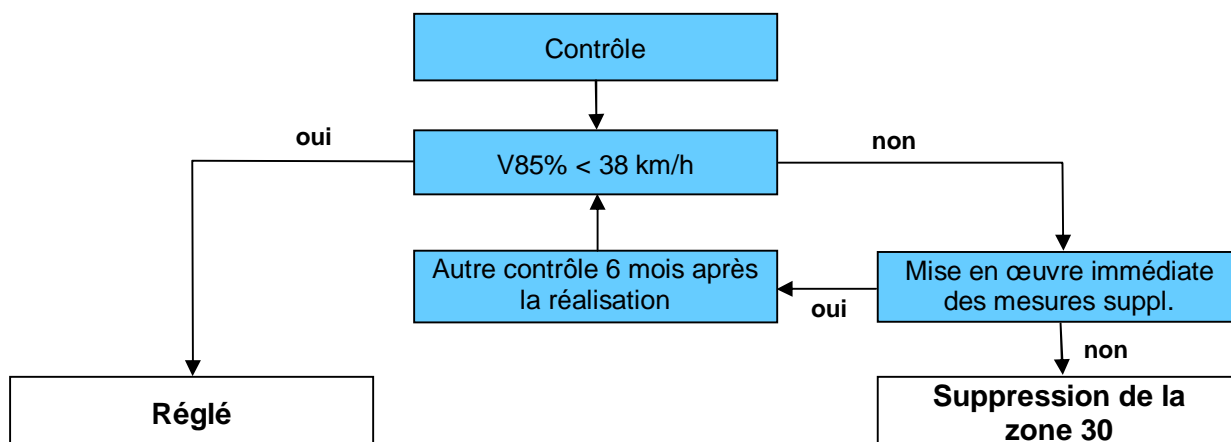 Contrôle
oui
V85% < 38 km/h
non
Autre contrôle 6 mois après
la réalisation
oui
Mise en œuvre immédiate
des mesures suppl.
non
Réglé
Suppression de la
zone 30